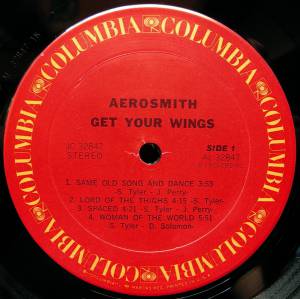 COLUMBIA COLUMBIA COLUMBIA COLUMBIA COLUMBIA COLUMBIA
AEROSMITH
GET YOUR WINGS
JC 32847
STEREO
SIDE 1
AL 32847
1. SAME OLD SONG AND DANCE 3:53
-S. Tyler - J. Perry-
2. LORD OF THE THIGHS 4:15 -S. Tyler-
3. SPACED 4:21 -S. Tyler - J. Perry-
4. WOMAN OF THE WORLD 5:51
-S. Tyler - D. Solomon-